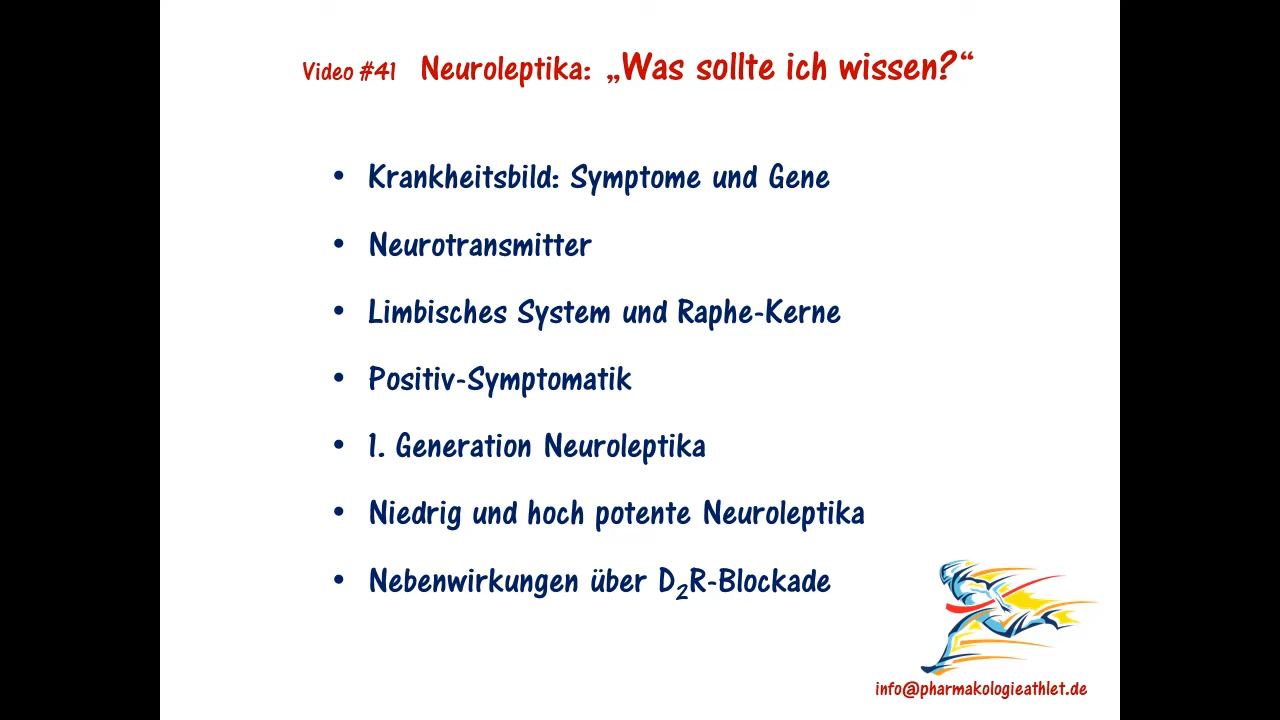 Video #41 Neuroleptika: „Was sollte ich wissen?“
• Krankheitsbild: Symptome und Gene
• Neurotransmitter
• Limbisches System und Raphe-Kerne
• Positiv-Symptomatik
• 1. Generation Neuroleptika
• Niedrig und hoch potente Neuroleptika
• Nebenwirkungen über D₂R-Blockade
info@pharmakologieathlet.de